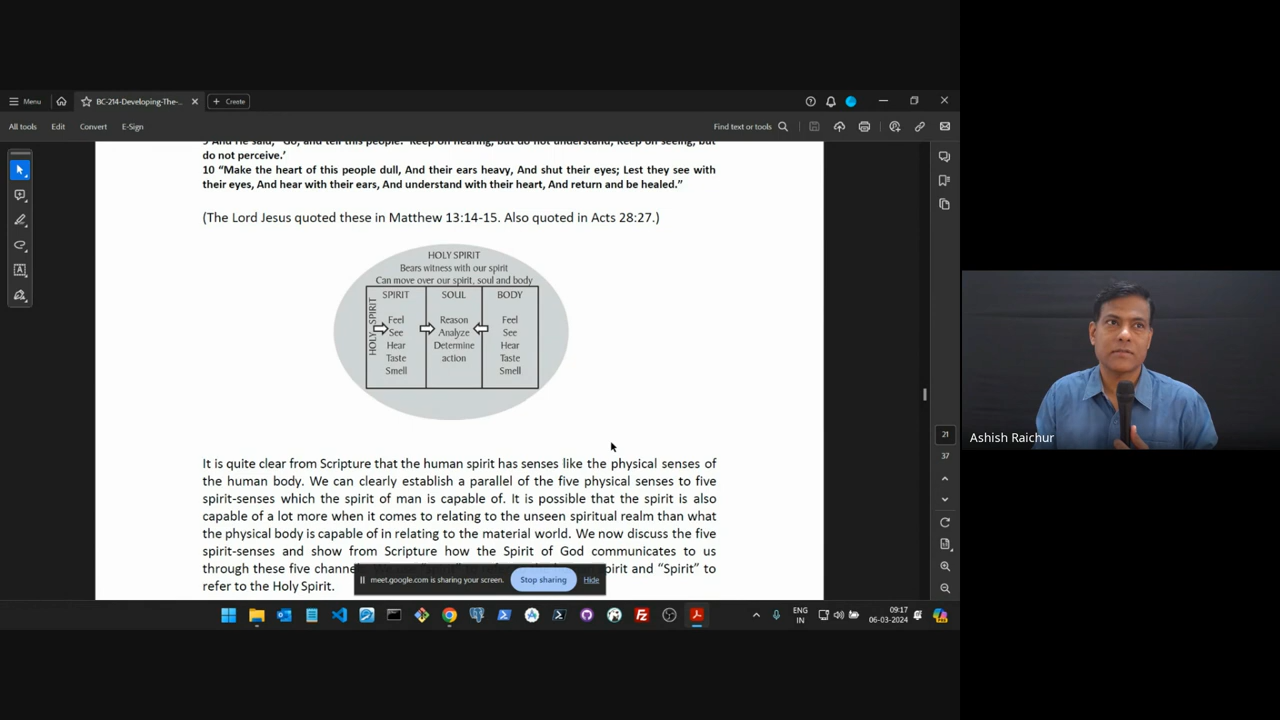 Menu
BC-214-Developing-The-...
Create
All tools
Edit
Convert
E-Sign
Find text or tools
do not perceive.'
10 "Make the heart of this people dull, And their ears heavy, And shut their eyes; Lest they see with
their eyes, And hear with their ears, And understand with their heart, And return and be healed."
(The Lord Jesus quoted these in Matthew 13:14-15. Also quoted in Acts 28:27.)
HOLY SPIRIT
Bears witness with our spirit
Can move over our spirit, soul and body
HOLY SPIRIT
SPIRIT
Feel
See
Hear
Taste
Smell
SOUL
Reason
Analyze
Determine
action
BODY
Feel
See
Hear
Taste
Smell
It is quite clear from Scripture that the human spirit has senses like the physical senses of
the human body. We can clearly establish a parallel of the five physical senses to five
spirit-senses which the spirit of man is capable of. It is possible that the spirit is also
capable of a lot more when it comes to relating to the unseen spiritual realm than what
the physical body is capable of in relating to the material world. We now discuss the five
spirit-senses and show from Scripture how the Spirit of God communicates to us
through these five channe
pirit and "Spirit" to
refer to the Holy Spirit.
meet.google.com is sharing your screen.
Stop sharing
Hide
21
37
ENG
IN
09:17
06-03-2024
Ashish Raichur